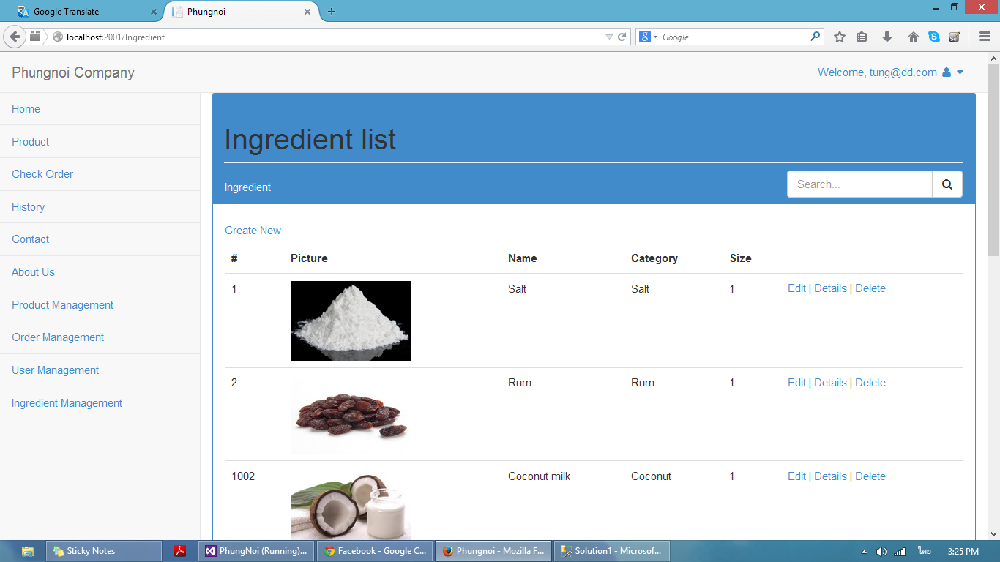 Google Translate
Phungnoi
localhost:2001/Ingredient
Google
Phungnoi Company
Welcome, tung@dd.com
Home
Product
Check Order
History
Contact
About Us
Product Management
Order Management
User Management
Ingredient Management
Ingredient list
Ingredient
Search...
Create New
# Picture Name Category Size
1 Salt Salt 1 Edit | Details | Delete
2 Rum Rum 1 Edit | Details | Delete
1002 Coconut milk Coconut 1 Edit | Details | Delete
Sticky Notes
PhungNoi (Running)...
Facebook - Google C...
Phungnoi - Mozilla F...
Solution1 - Microsof...
ไทย
3:25 PM